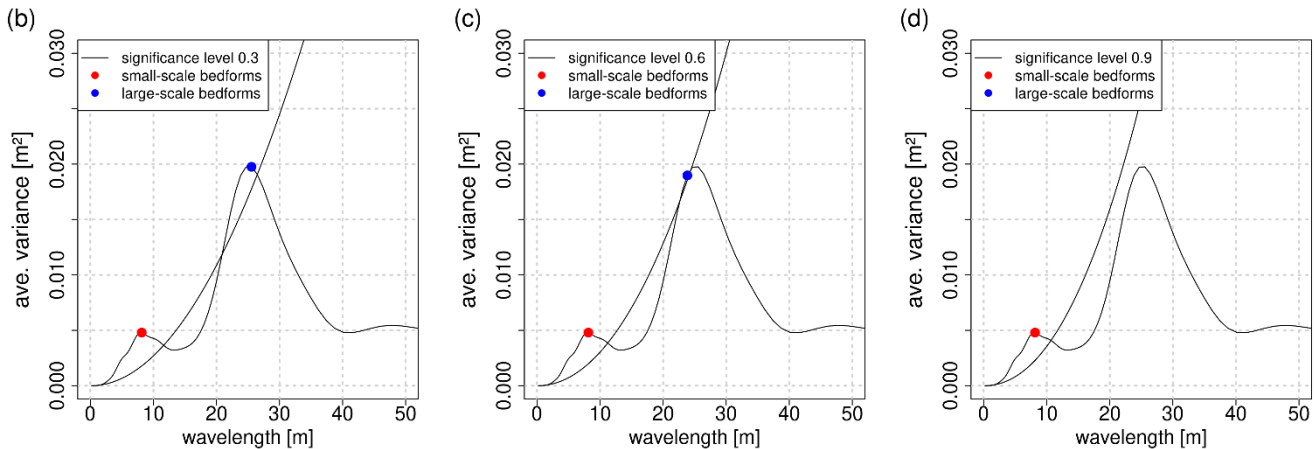 (b)
significance level 0.3
small-scale bedforms
large-scale bedforms
ave. variance [m²]
0.000
0.010
0.020
0.030
0
10
20
30
40
50
wavelength [m]
(c)
significance level 0.6
small-scale bedforms
large-scale bedforms
ave. variance [m²]
0.000
0.010
0.020
0.030
0
10
20
30
40
50
wavelength [m]
(d)
significance level 0.9
small-scale bedforms
large-scale bedforms
ave. variance [m²]
0.000
0.010
0.020
0.030
0
10
20
30
40
50
wavelength [m]